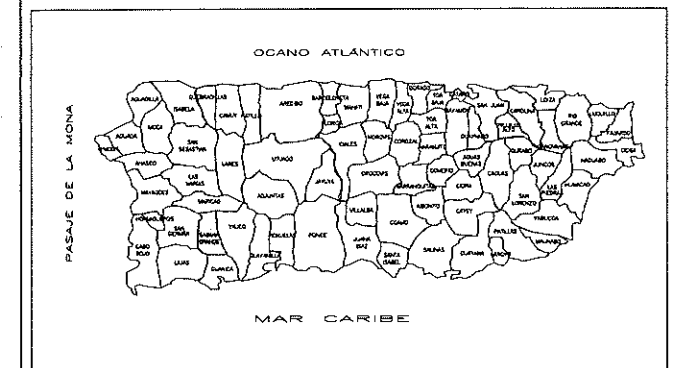 OCANO ATLÁNTICO
PASAJE DE LA MONA
AGUADILLA
ISABELA
QUEBRADILLAS
CAMUY
HATILLO
ARECIBO
BARCELONETA
MANATI
VEGA BAJA
VEGA ALTA
DORADO
TOA BAJA
CATAÑO
BAYAMON
SAN JUAN
CAROLINA
LOIZA
RIO GRANDE
LUQUILLO
FAJARDO
CEIBA
AGUADA
MOCA
SAN SEBASTIAN
RINCON
AÑASCO
LARES
UTUADO
FLORIDA
CIALES
MOROVIS
COROZAL
TOA ALTA
NARANJITO
GUAYNABO
TRUJILLO ALTO
CANOVANAS
AGUAS BUENAS
GURABO
JUNCOS
NAGUABO
LAS MARIAS
MAYAGUEZ
MARICAO
ADJUNTAS
JAYUYA
OROCOVIS
BARRANQUITAS
COMERIO
CIDRA
CAGUAS
SAN LORENZO
LAS PIEDRAS
HUMACAO
HORMIGUEROS
SAN GERMAN
SABANA GRANDE
YAUCO
PEÑUELAS
PONCE
VILLALBA
COAMO
AIBONITO
CAYEY
YABUCOA
CABO ROJO
LAJAS
GUANICA
GUAYANILLA
JUANA DIAZ
SANTA ISABEL
SALINAS
GUAYAMA
ARROYO
PATILLAS
MAUNABO
MAR CARIBE